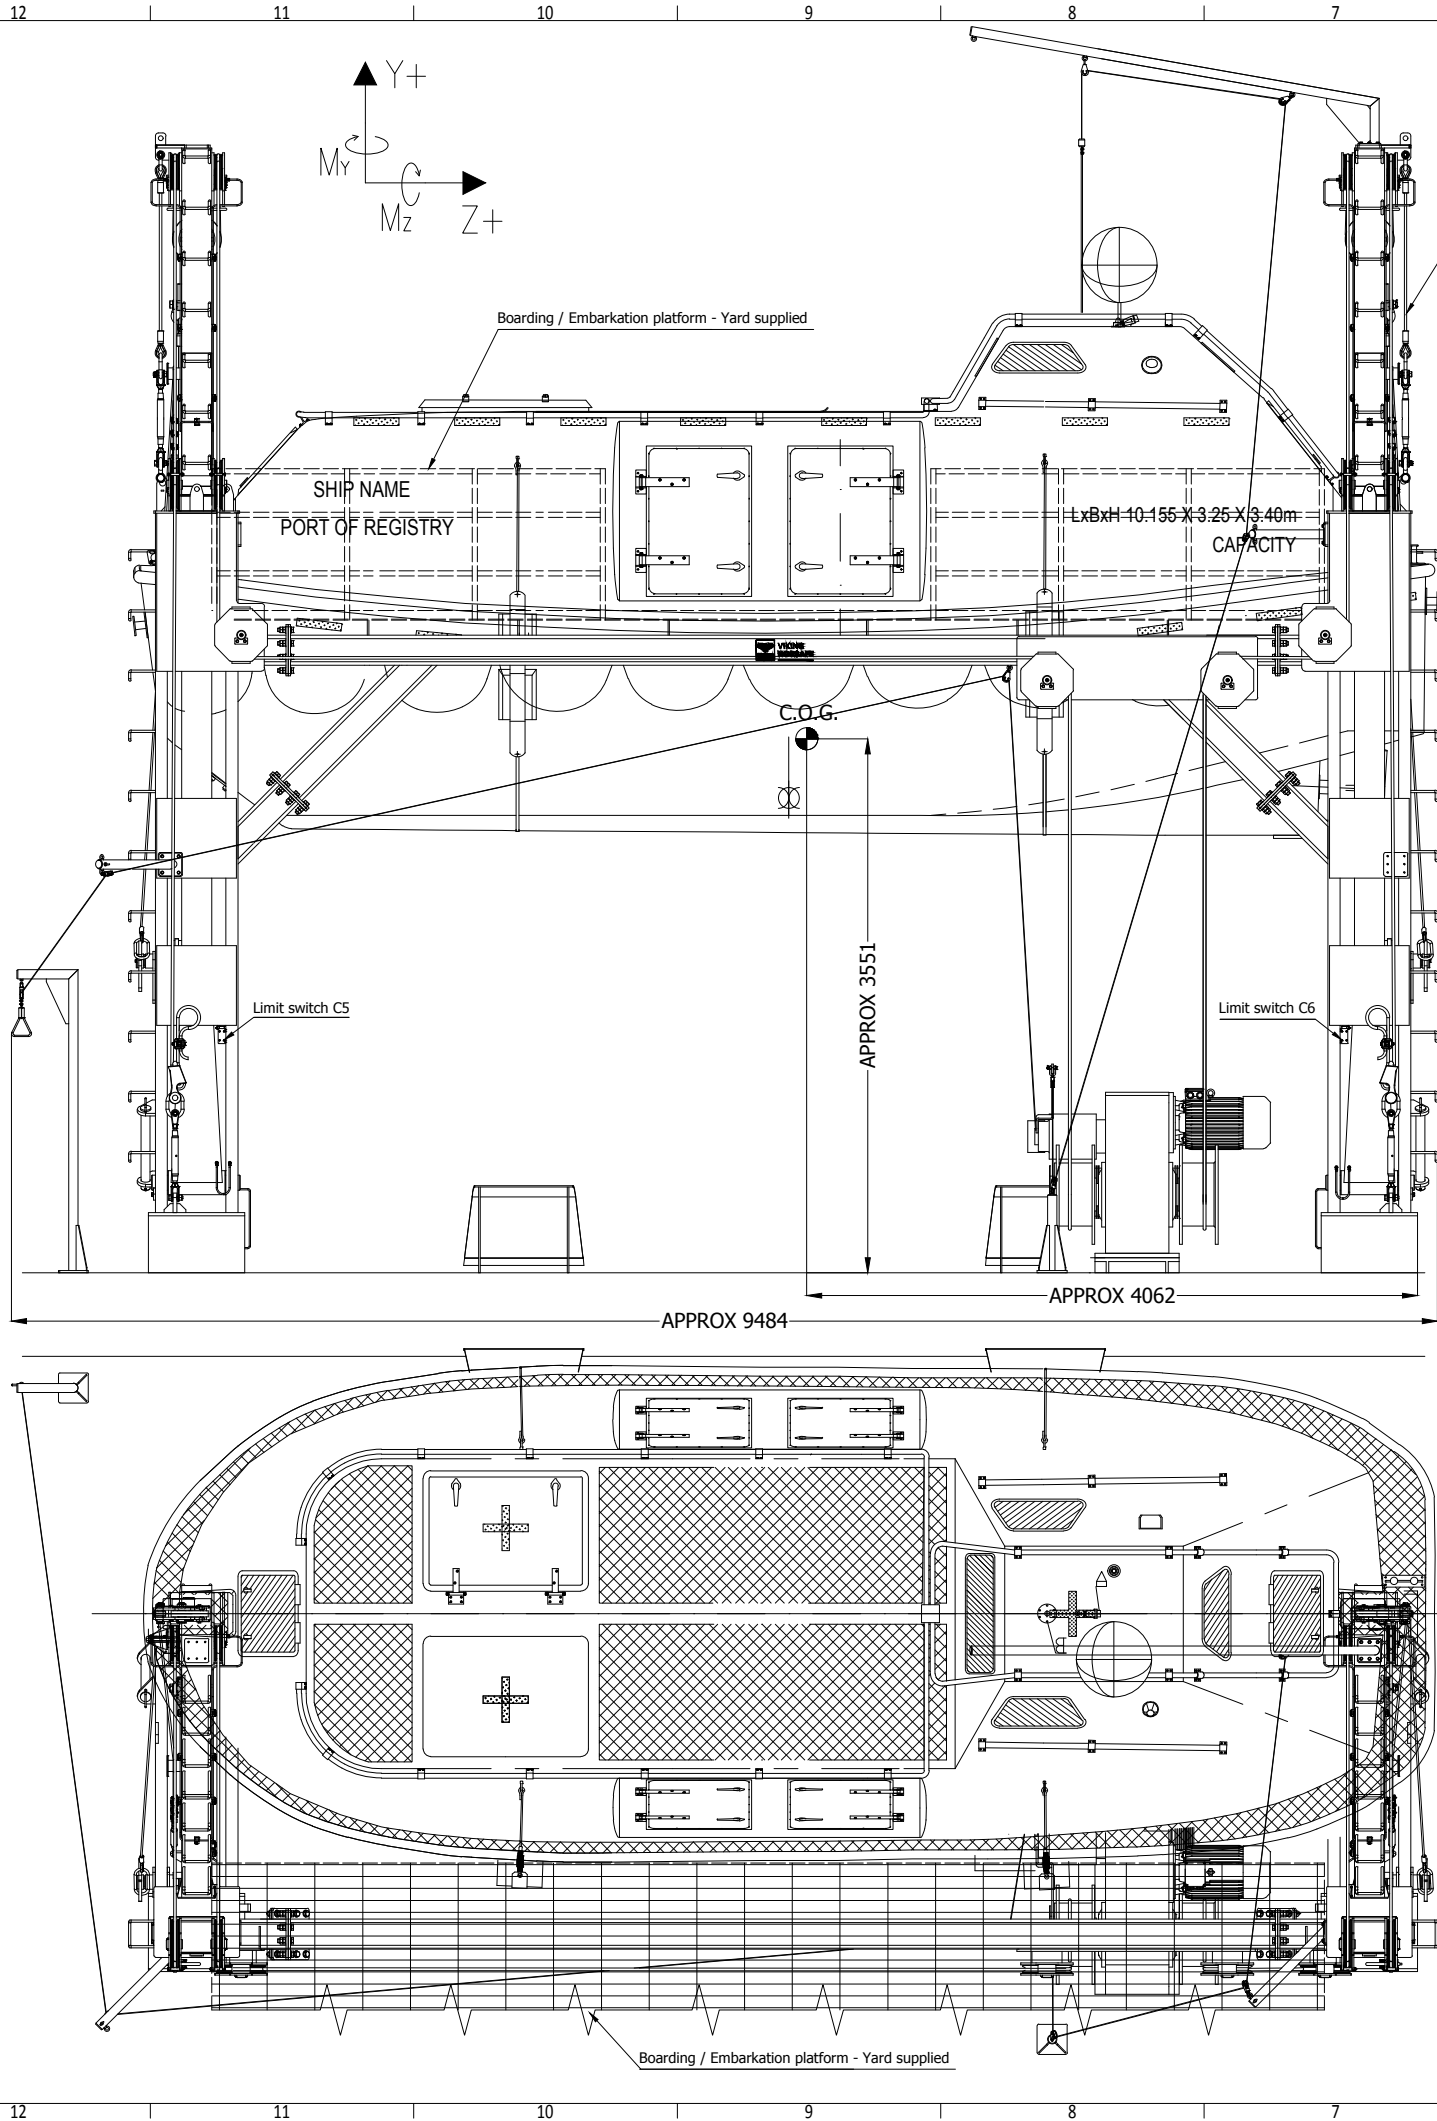 12 11 10 9 8 7
Y+
MY
MZ Z+
Boarding / Embarkation platform - Yard supplied
SHIP NAME
PORT OF REGISTRY
LxBxH 10.155 X 3.25 X 3.40m
CAPACITY
VIKING
C.O.G.
APPROX 3551
Limit switch C5
Limit switch C6
APPROX 4062
APPROX 9484
Boarding / Embarkation platform - Yard supplied
12 11 10 9 8 7